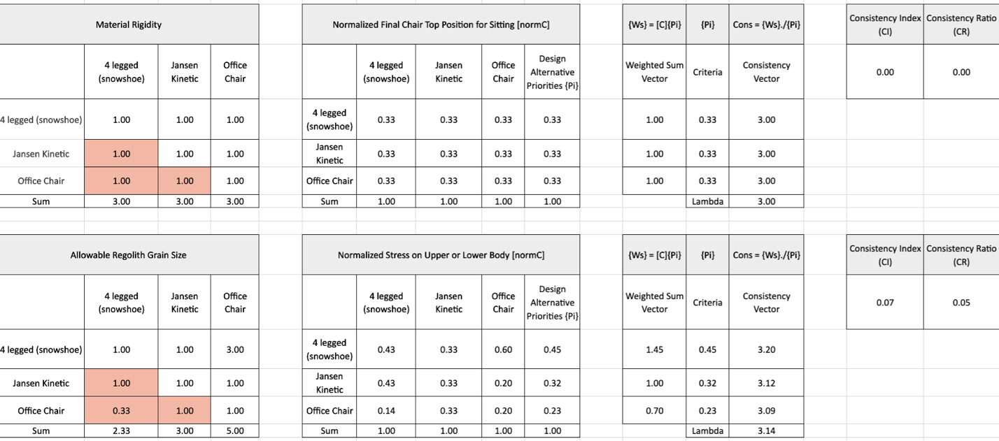 Material Rigidity
Normalized Final Chair Top Position for Sitting [normC]
{Ws} = [C]{Pi} {Pi} Cons = {Ws}./{Pi}
Consistency Index (CI) Consistency Ratio (CR)
4 legged (snowshoe) Jansen Kinetic Office Chair
4 legged (snowshoe) Jansen Kinetic Office Chair Design Alternative Priorities {Pi}
Weighted Sum Vector Criteria Consistency Vector
0.00 0.00
4 legged (snowshoe) 1.00 1.00 1.00
4 legged (snowshoe) 0.33 0.33 0.33 0.33
1.00 0.33 3.00
Jansen Kinetic 1.00 1.00 1.00
Jansen Kinetic 0.33 0.33 0.33 0.33
1.00 0.33 3.00
Office Chair 1.00 1.00 1.00
Office Chair 0.33 0.33 0.33 0.33
1.00 0.33 3.00
Sum 3.00 3.00 3.00
Sum 1.00 1.00 1.00 1.00
Lambda 3.00
Allowable Regolith Grain Size
Normalized Stress on Upper or Lower Body [normC]
{Ws} = [C]{Pi} {Pi} Cons = {Ws}./{Pi}
Consistency Index (CI) Consistency Ratio (CR)
4 legged (snowshoe) Jansen Kinetic Office Chair
4 legged (snowshoe) Jansen Kinetic Office Chair Design Alternative Priorities {Pi}
Weighted Sum Vector Criteria Consistency Vector
0.07 0.05
4 legged (snowshoe) 1.00 1.00 3.00
4 legged (snowshoe) 0.43 0.33 0.60 0.45
1.45 0.45 3.20
Jansen Kinetic 1.00 1.00 1.00
Jansen Kinetic 0.43 0.33 0.20 0.32
1.00 0.32 3.12
Office Chair 0.33 1.00 1.00
Office Chair 0.14 0.33 0.20 0.23
0.70 0.23 3.09
Sum 2.33 3.00 5.00
Sum 1.00 1.00 1.00 1.00
Lambda 3.14